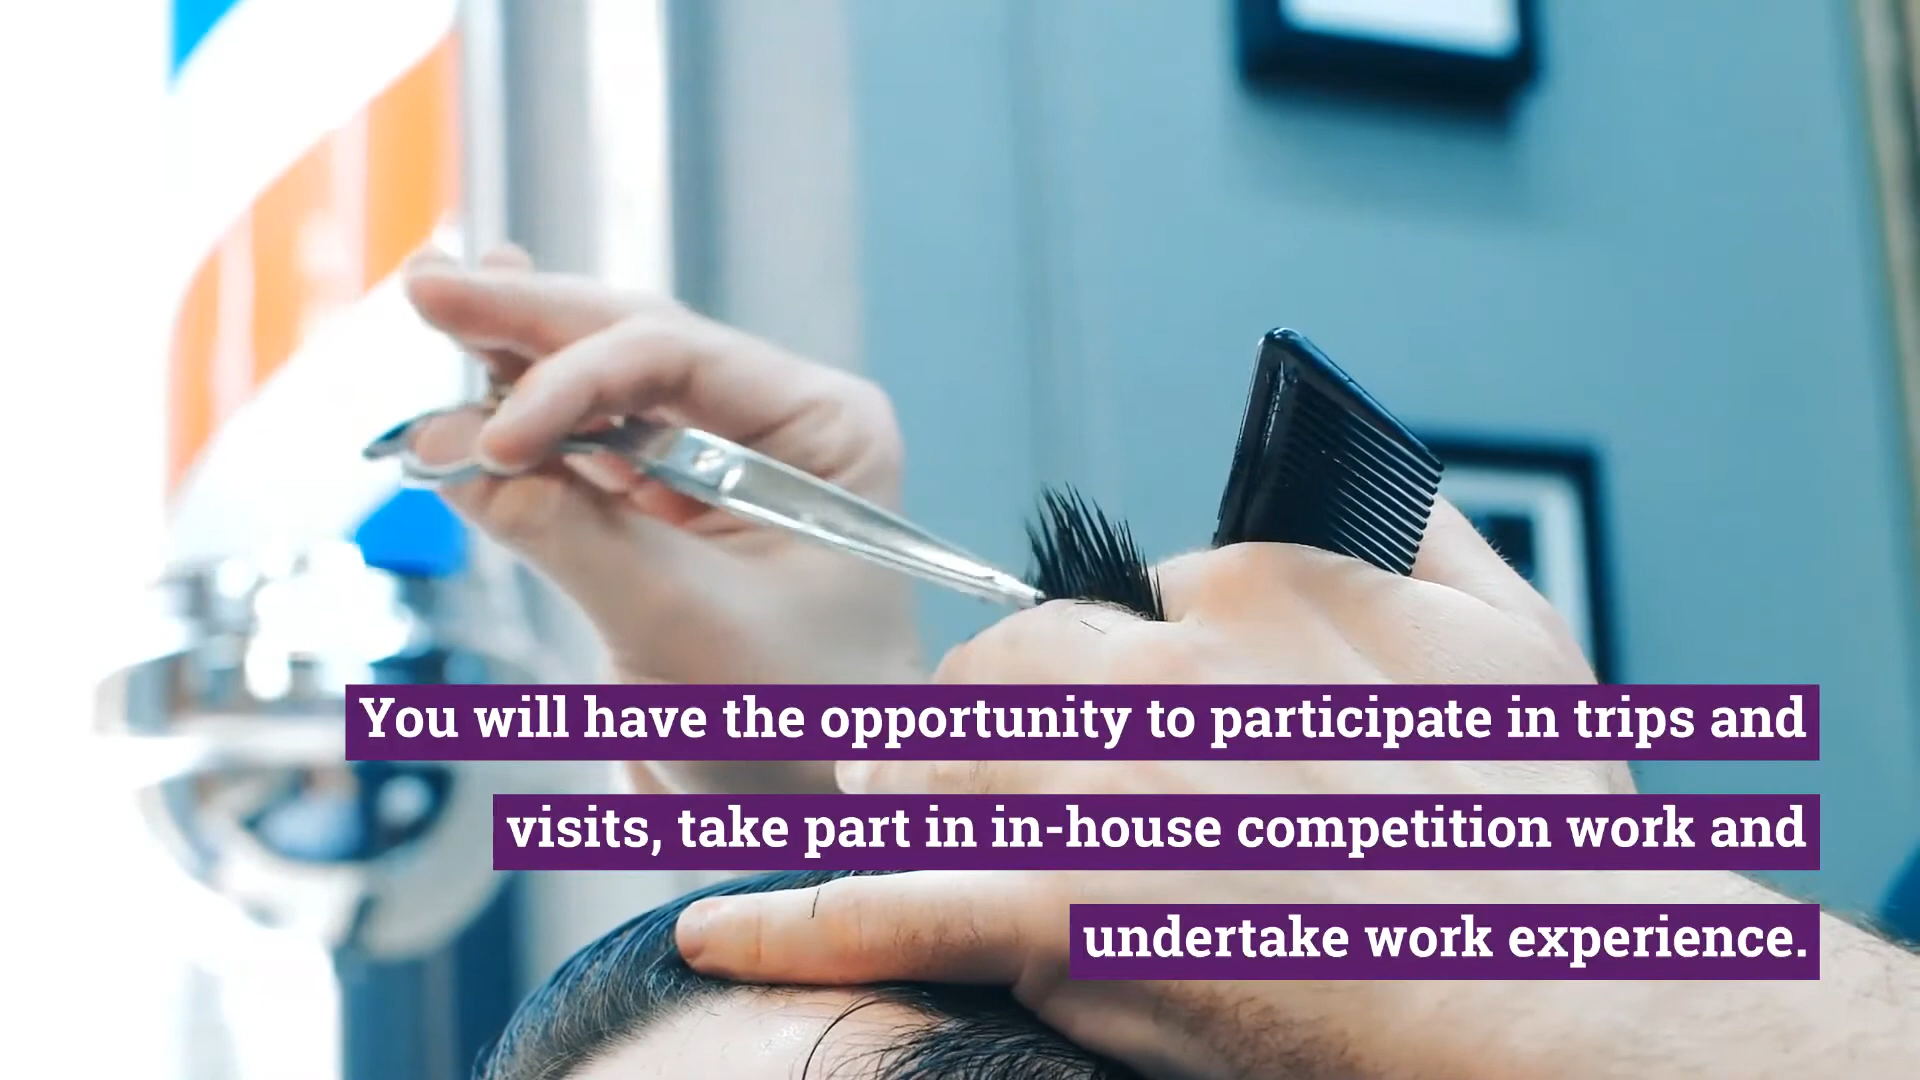 You will have the opportunity to participate in trips and
visits, take part in in-house competition work and
undertake work experience.